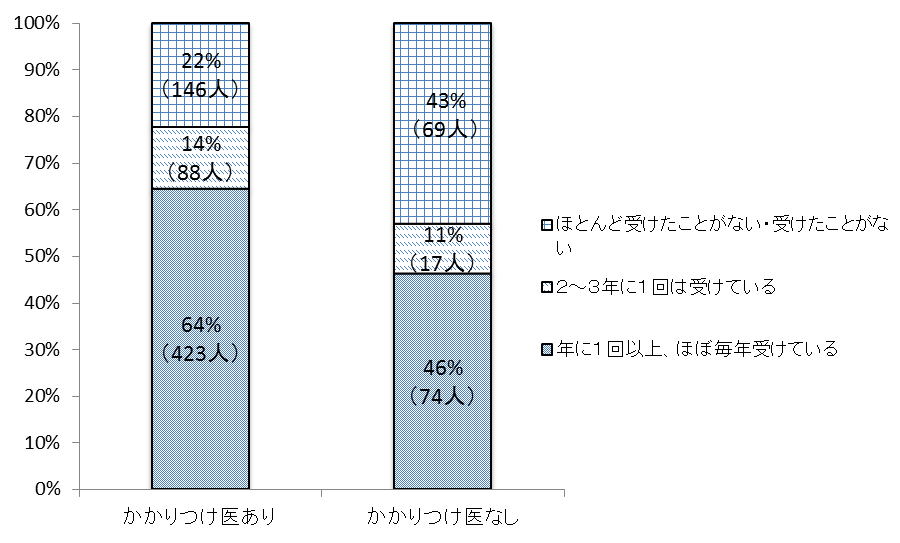 100%
90%
80%
70%
60%
50%
40%
30%
20%
10%
0%
22%
（146人）
14%
（88人）
64%
（423人）
43%
（69人）
11%
（17人）
46%
（74人）
かかりつけ医あり
かかりつけ医なし
ほとんど受けたことがない・受けたことがな
い
２～３年に１回は受けている
年に１回以上、ほぼ毎年受けている